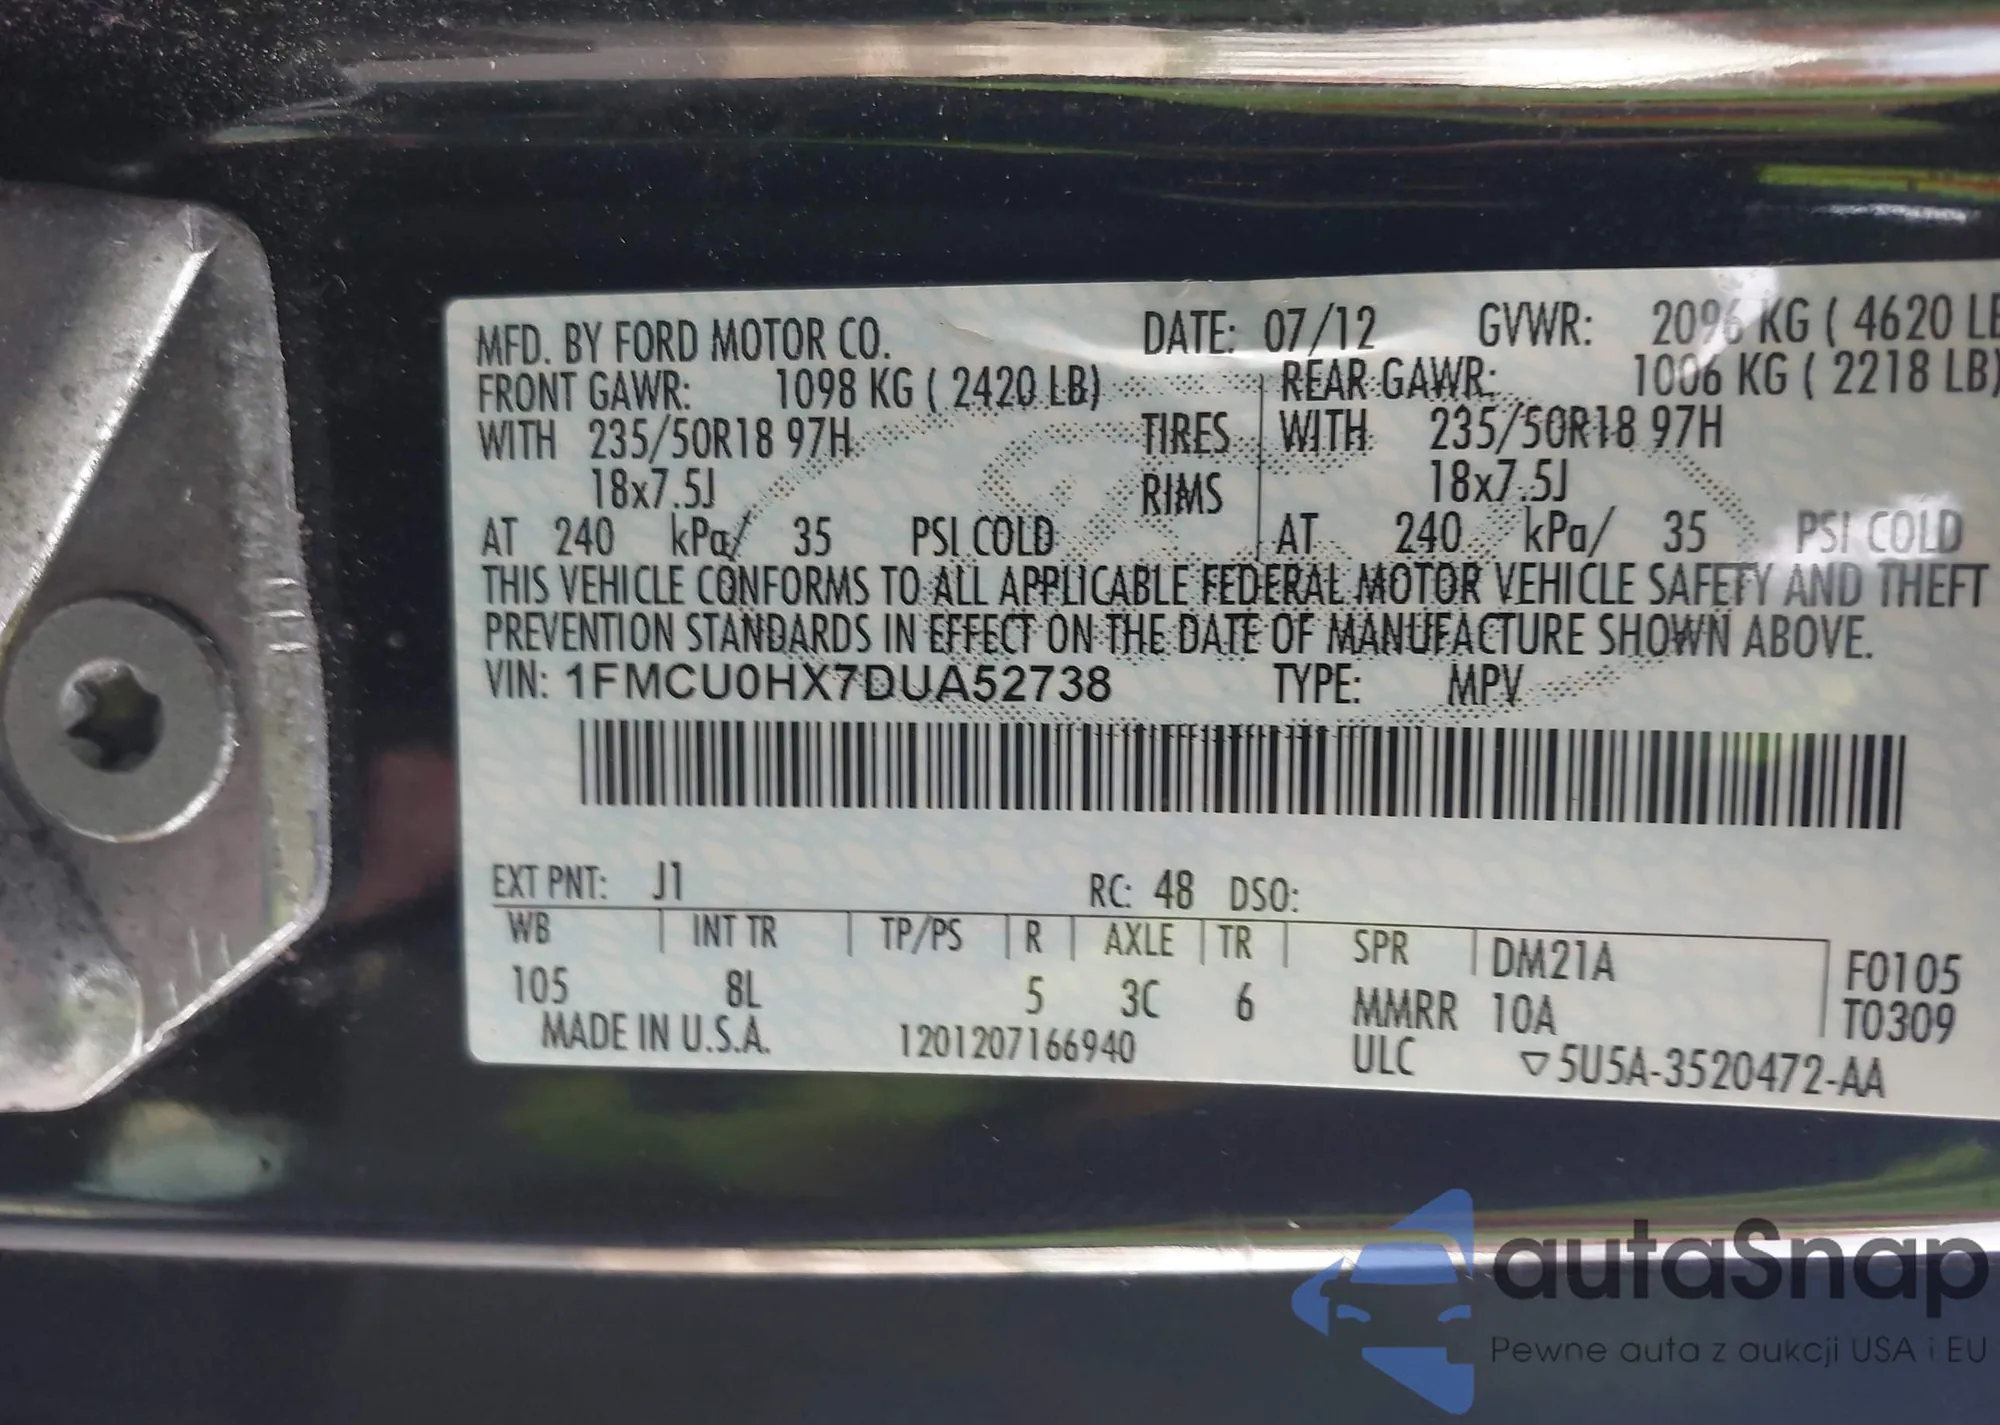 MFD. BY FORD MOTOR CO. DATE: 07/12 GVWR: 2096 KG ( 4620 LB
FRONT GAWR: 1098 KG ( 2420 LB) REAR GAWR: 1006 KG ( 2218 LB)
WITH 235/50R18 97H TIRES WITH 235/50R18 97H
18x7.5J RIMS 18x7.5J
AT 240 kPa/ 35 PSI COLD AT 240 kPa/ 35 PSI COLD
THIS VEHICLE CONFORMS TO ALL APPLICABLE FEDERAL MOTOR VEHICLE SAFETY AND THEFT
PREVENTION STANDARDS IN EFFECT ON THE DATE OF MANUFACTURE SHOWN ABOVE.
VIN: 1FMCU0HX7DUA52738 TYPE: MPV
EXT PNT: J1 RC: 48 DSO:
WB INT TR TP/PS R AXLE TR SPR DM21A F0105
105 8L 5 3C 6 MMRR 10A T0309
MADE IN U.S.A. 1201207166940 ULC ▽5U5A-3520472-AA
autaSnap
Pewne auta z aukcji USA i EU